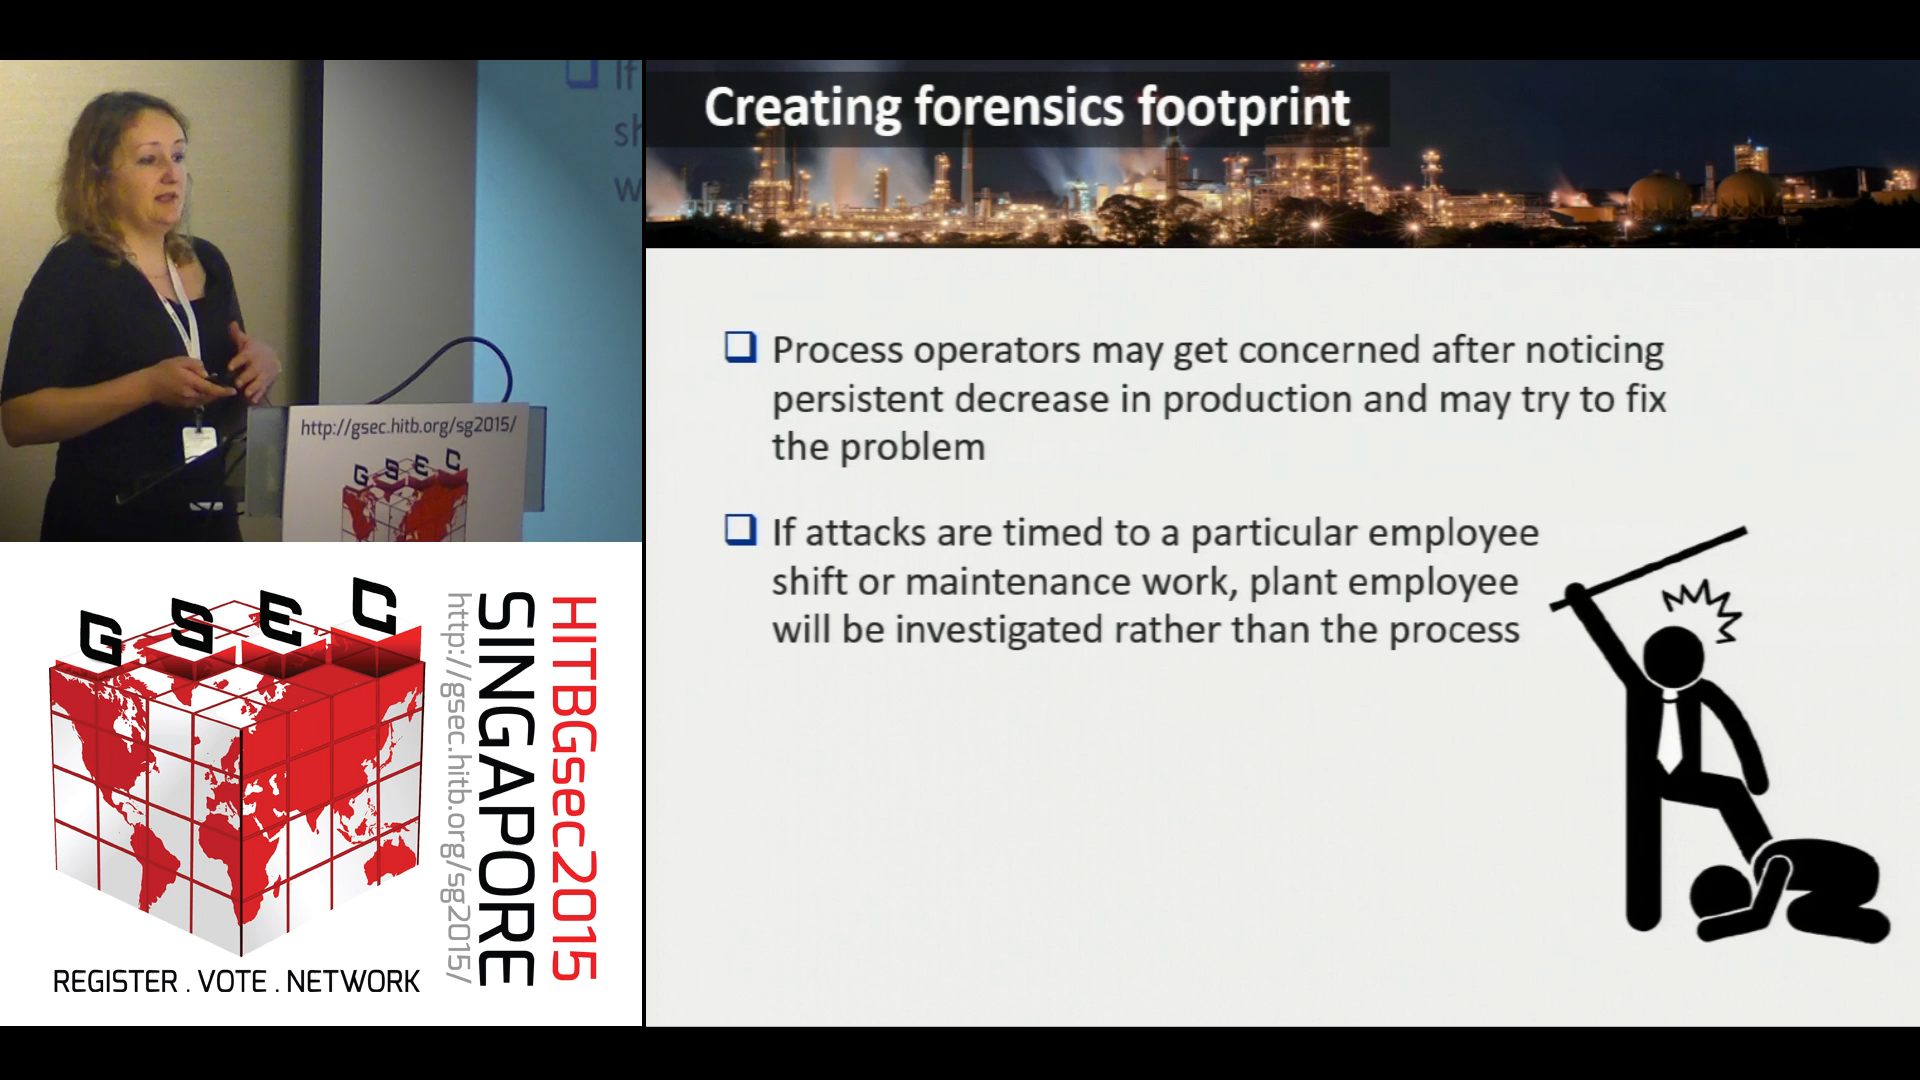 Creating forensics footprint
Process operators may get concerned after noticing
persistent decrease in production and may try to fix
the problem
If attacks are timed to a particular employee
shift or maintenance work, plant employee
will be investigated rather than the process
If
sh
w
http://gsec.hitb.org/sg2015/
G S E C
G S E C
http://gsec.hitb.org/sg2015/
SINGAPORE
HITBGsec2015
REGISTER . VOTE . NETWORK